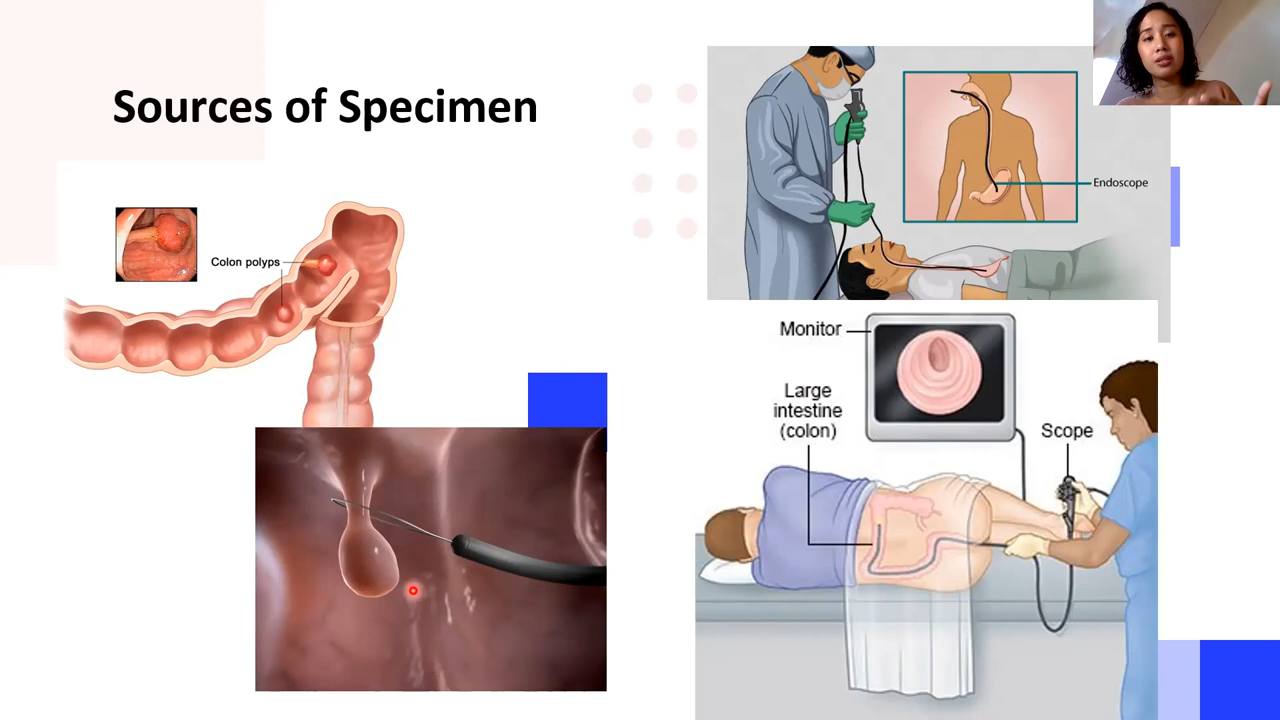 Sources of Specimen
Colon polyps
Endoscope
Monitor
Large
intestine
(colon)
Scope